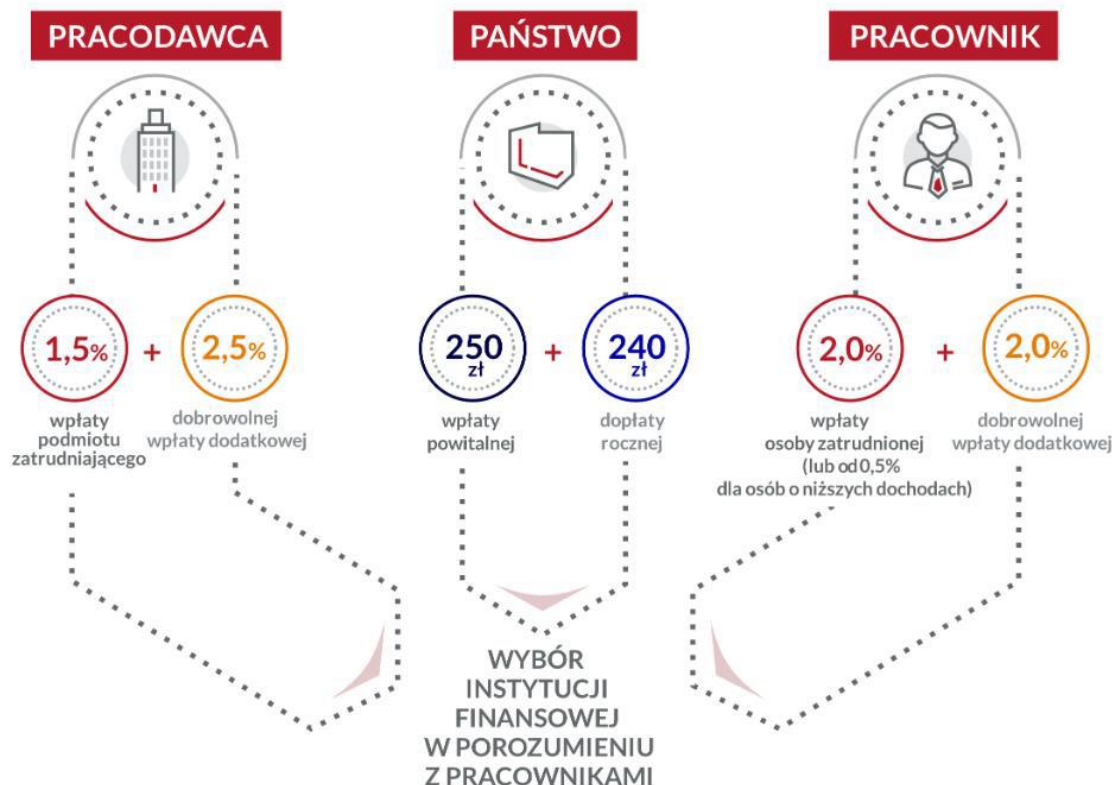 PRACODAWCA
PAŃSTWO
PRACOWNIK
1,5%
+
2,5%
250
zł
+
240
zł
2,0%
+
2,0%
wpłaty
podmiotu
zatrudniającego
dobrowolnej
wpłaty dodatkowej
wpłaty
powitalnej
dopłaty
rocznej
wpłaty
osoby zatrudnionej
(lub od 0,5%
dla osób o niższych dochodach)
dobrowolnej
wpłaty dodatkowej
WYBÓR
INSTYTUCJI
FINANSOWEJ
W POROZUMIENIU
Z PRACOWNIKAMI